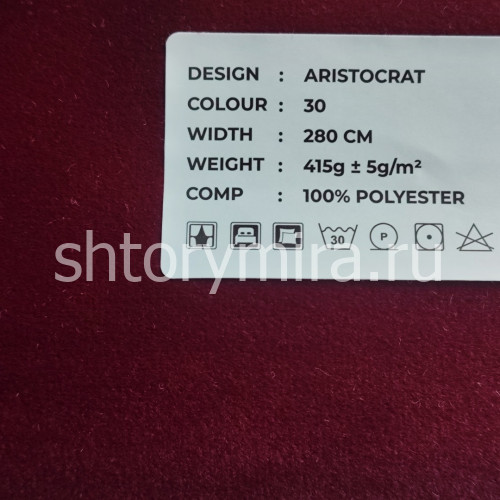 DESIGN : ARISTOCRAT
COLOUR : 30
WIDTH : 280 CM
WEIGHT : 415g ± 5g/m²
COMP : 100% POLYESTER
30 P
shtorymira.ru